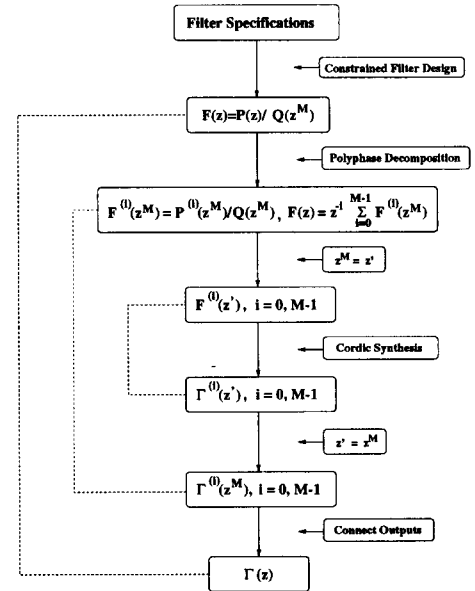 Filter Specifications
Constrained Filter Design
F(z)=P(z)/ Q(z^M)
Polyphase Decomposition
F^(i)(z^M) = P^(i)(z^M)/Q(z^M), F(z) = z^-i M-1 Σ i=0 F^(i)(z^M)
z^M = z'
F^(i)(z'), i = 0, M-1
Cordic Synthesis
Γ^(i)(z'), i = 0, M-1
z' = z^M
Γ^(i)(z^M), i = 0, M-1
Connect Outputs
Γ(z)